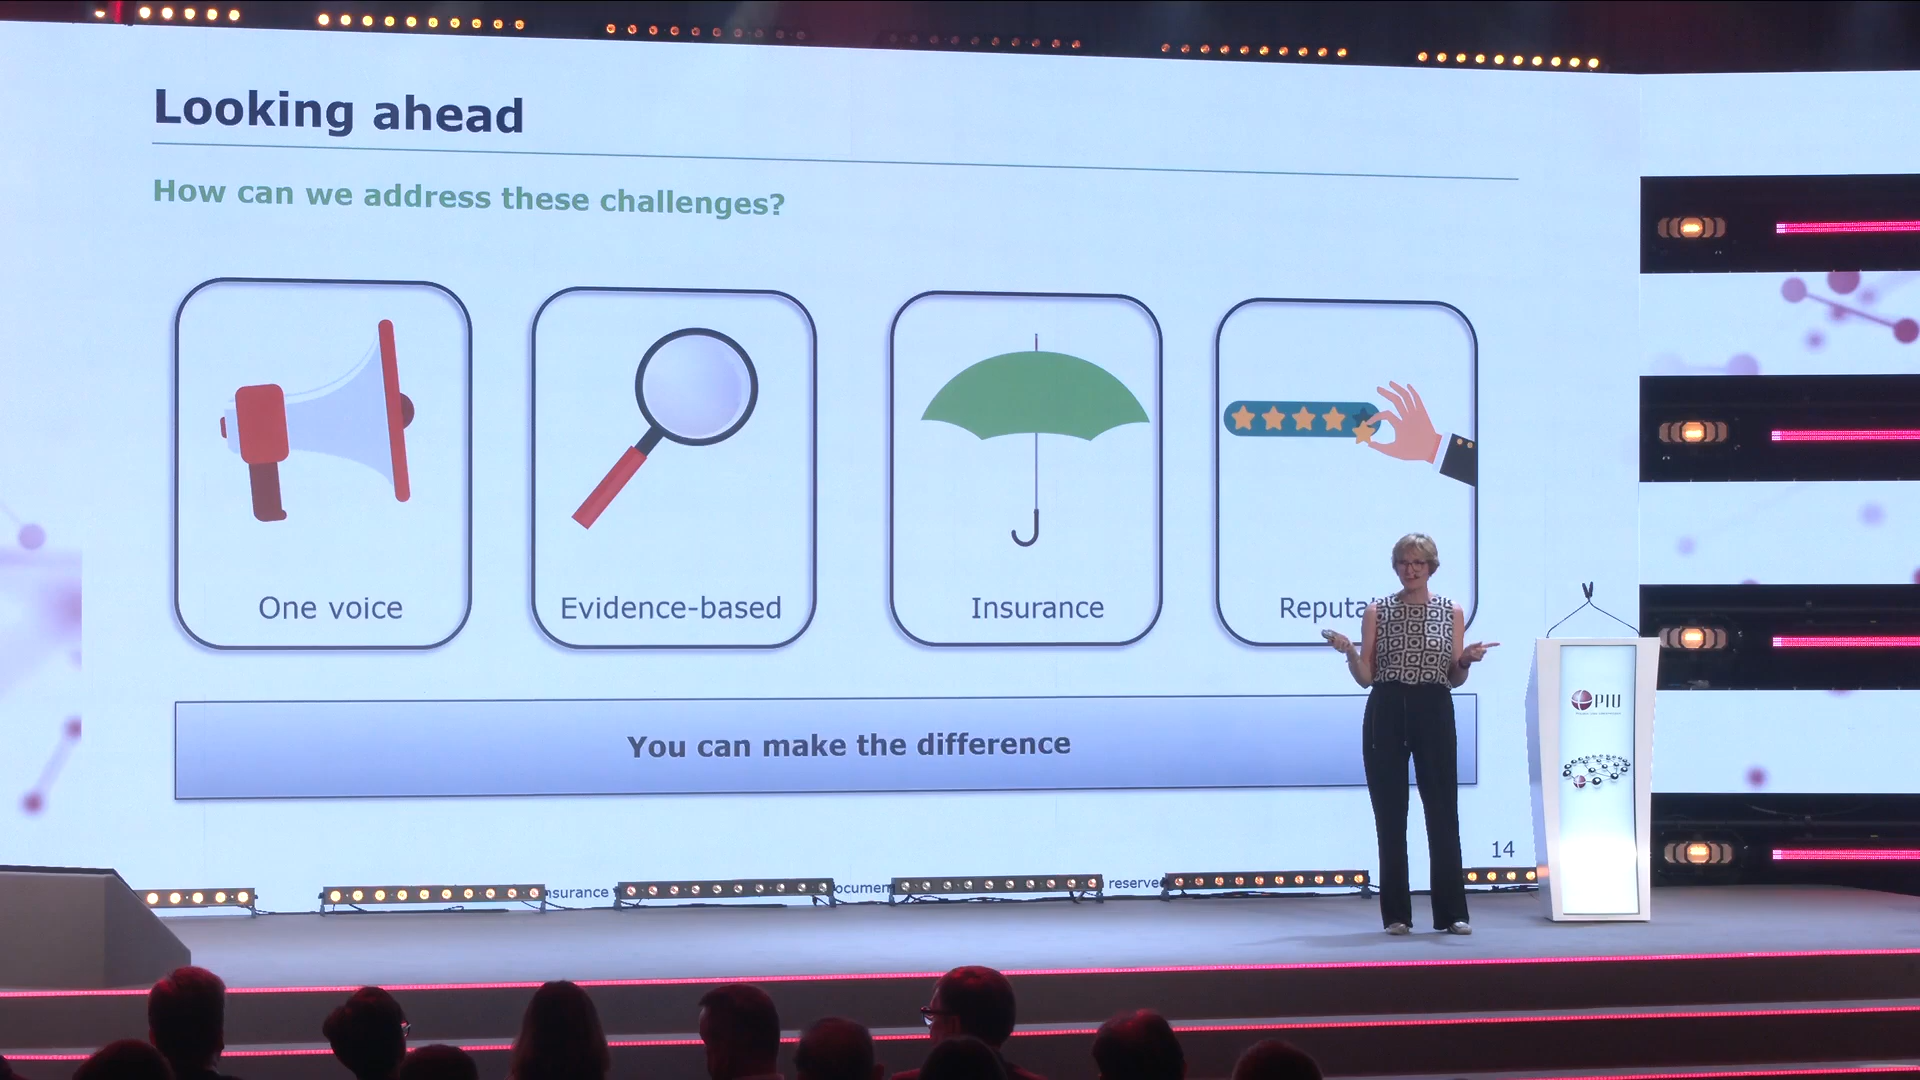 Looking ahead
How can we address these challenges?
One voice
Evidence-based
Insurance
Reputa
You can make the difference
14
nsurance
ocumen
reserve
PIU